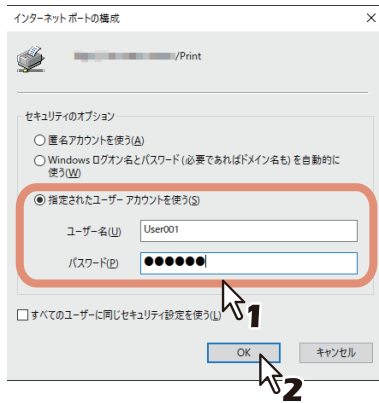 インターネット ポートの構成
/Print
セキュリティのオプション
匿名アカウントを使う(A)
Windows ログオン名とパスワード (必要であればドメイン名も) を自動的に
使う(W)
指定されたユーザー アカウントを使う(S)
ユーザー名(U) User001
パスワード(P) ●●●●●●
1
すべてのユーザーに同じセキュリティ設定を使う(L)
OK キャンセル
2